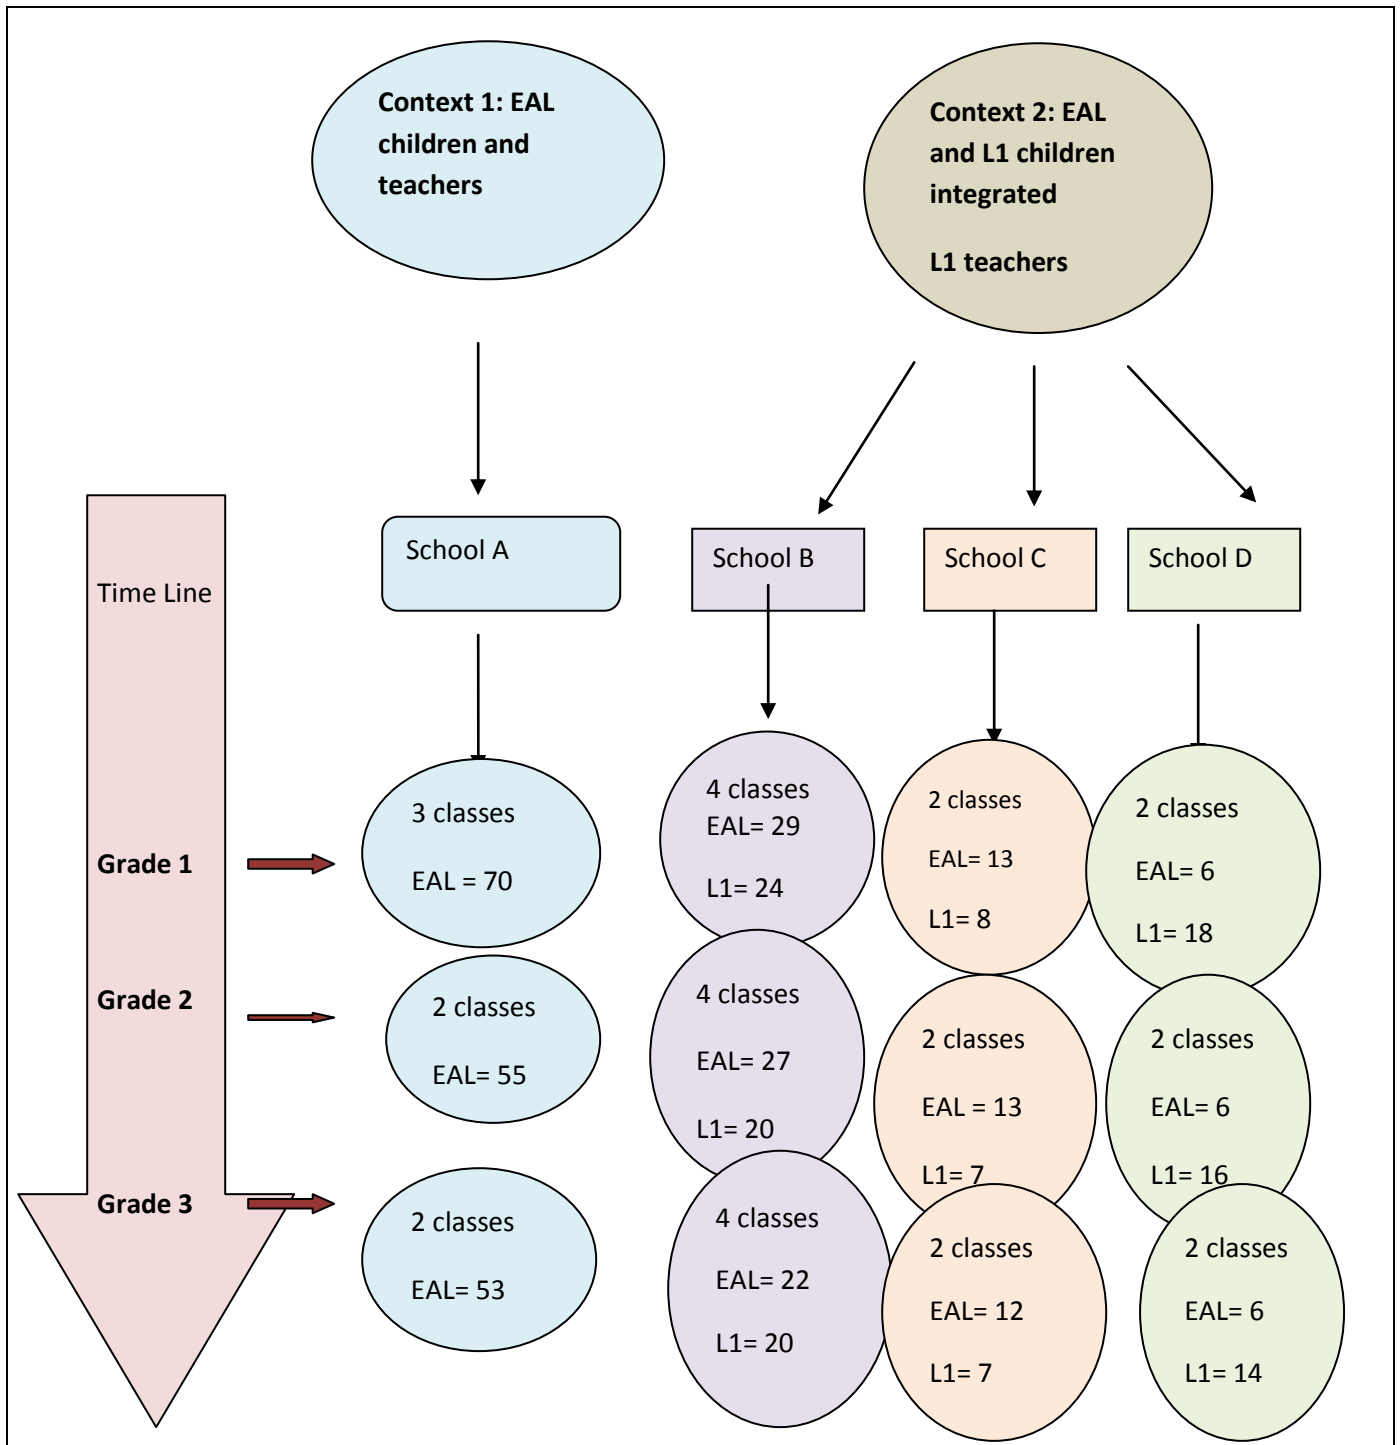 Context 1: EAL
children and
teachers
Context 2: EAL
and L1 children
integrated
L1 teachers
School A
School B
School C
School D
Time Line
Grade 1
3 classes
EAL = 70
4 classes
EAL= 29
L1= 24
2 classes
EAL= 13
L1= 8
2 classes
EAL= 6
L1= 18
Grade 2
2 classes
EAL= 55
4 classes
EAL= 27
L1= 20
2 classes
EAL = 13
L1= 7
2 classes
EAL= 6
L1= 16
Grade 3
2 classes
EAL= 53
4 classes
EAL= 22
L1= 20
2 classes
EAL= 12
L1= 7
2 classes
EAL= 6
L1= 14